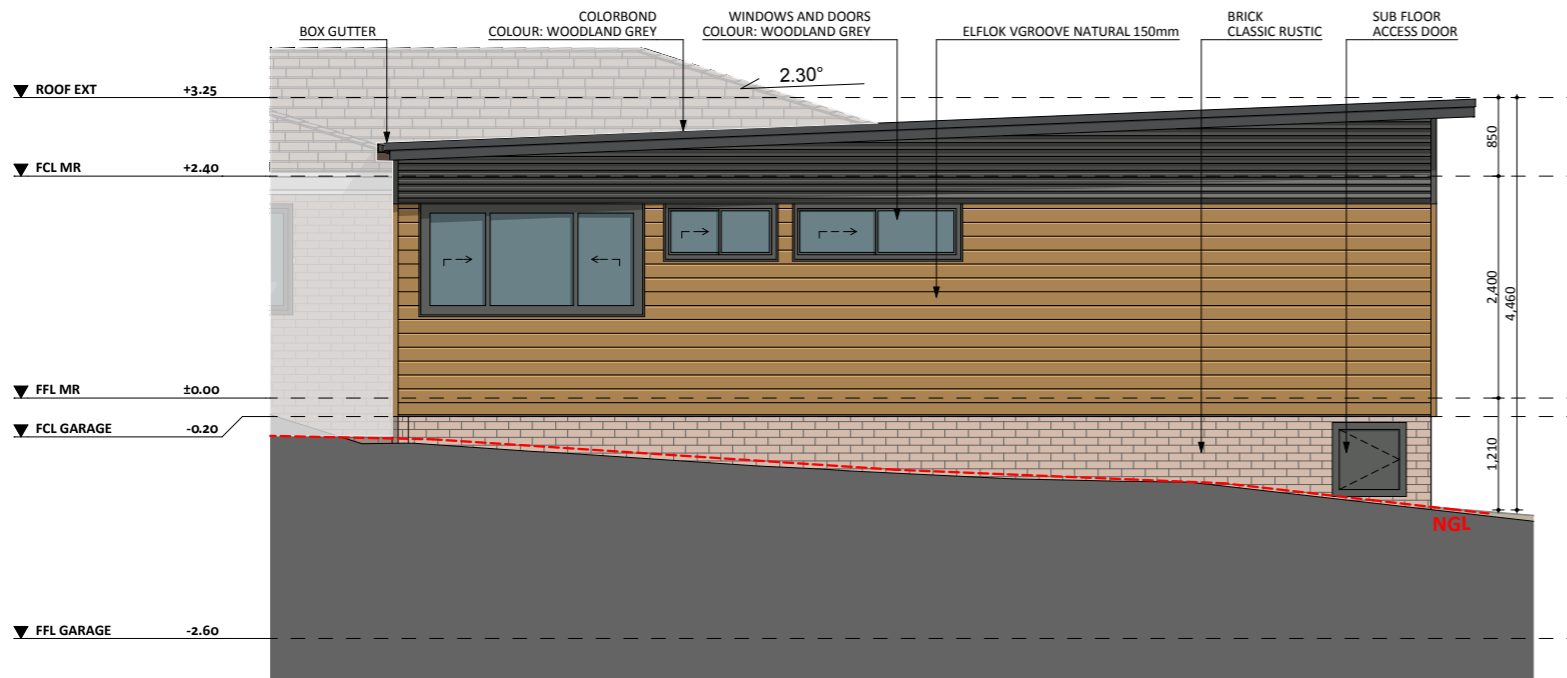 BOX GUTTER
COLORBOND
COLOUR: WOODLAND GREY
WINDOWS AND DOORS
COLOUR: WOODLAND GREY
ELFLOK VGROOVE NATURAL 150mm
BRICK
CLASSIC RUSTIC
SUB FLOOR
ACCESS DOOR
2.30°
ROOF EXT +3.25
850
FCL MR +2.40
2,400
4,460
FFL MR ±0.00
FCL GARAGE -0.20
1,210
NGL
FFL GARAGE -2.60